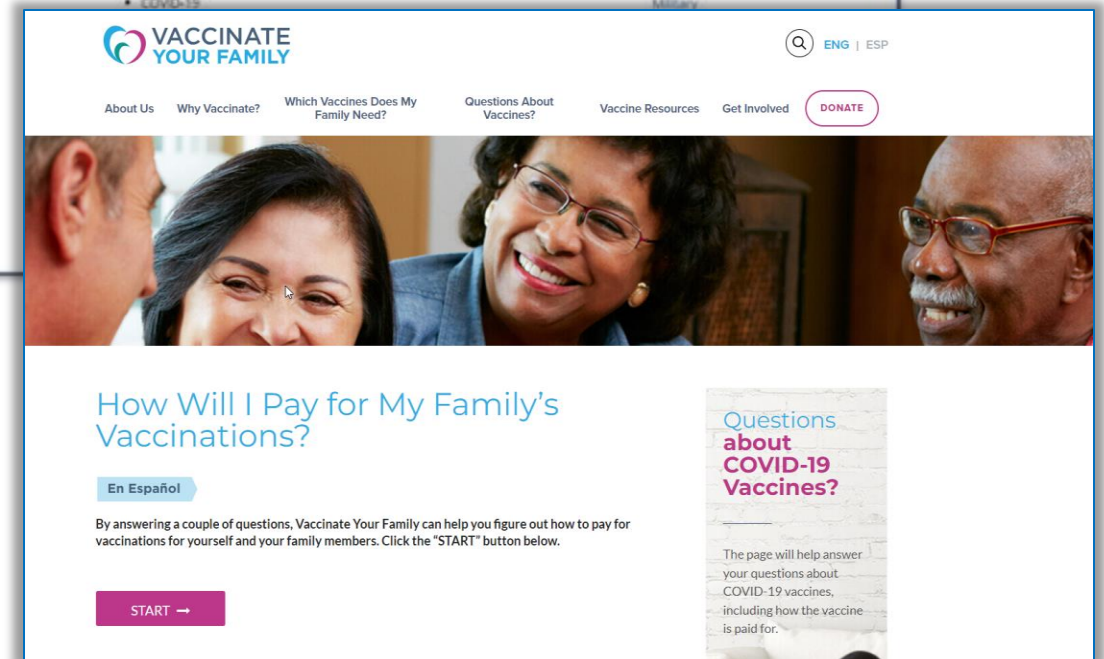 • COVID-19
Military
VACCINATE
YOUR FAMILY
ENG | ESP
About Us
Why Vaccinate?
Which Vaccines Does My
Family Need?
Questions About
Vaccines?
Vaccine Resources
Get Involved
DONATE
How Will I Pay for My Family's
Vaccinations?
En Español
By answering a couple of questions, Vaccinate Your Family can help you figure out how to pay for
vaccinations for yourself and your family members. Click the "START" button below.
START →
Questions
about
COVID-19
Vaccines?
The page will help answer
your questions about
COVID-19 vaccines,
including how the vaccine
is paid for.